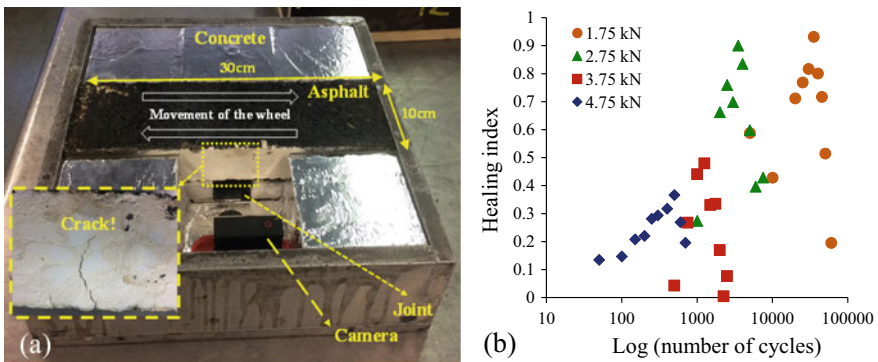 Concrete
30cm
Asphalt
10cm
Movement of the wheel
Crack!
Joint
Camera
(a)
1.75 kN
2.75 kN
3.75 kN
4.75 kN
Healing index
1
0.9
0.8
0.7
0.6
0.5
0.4
0.3
0.2
0.1
0
10
100
1000
10000
100000
Log (number of cycles)
(b)